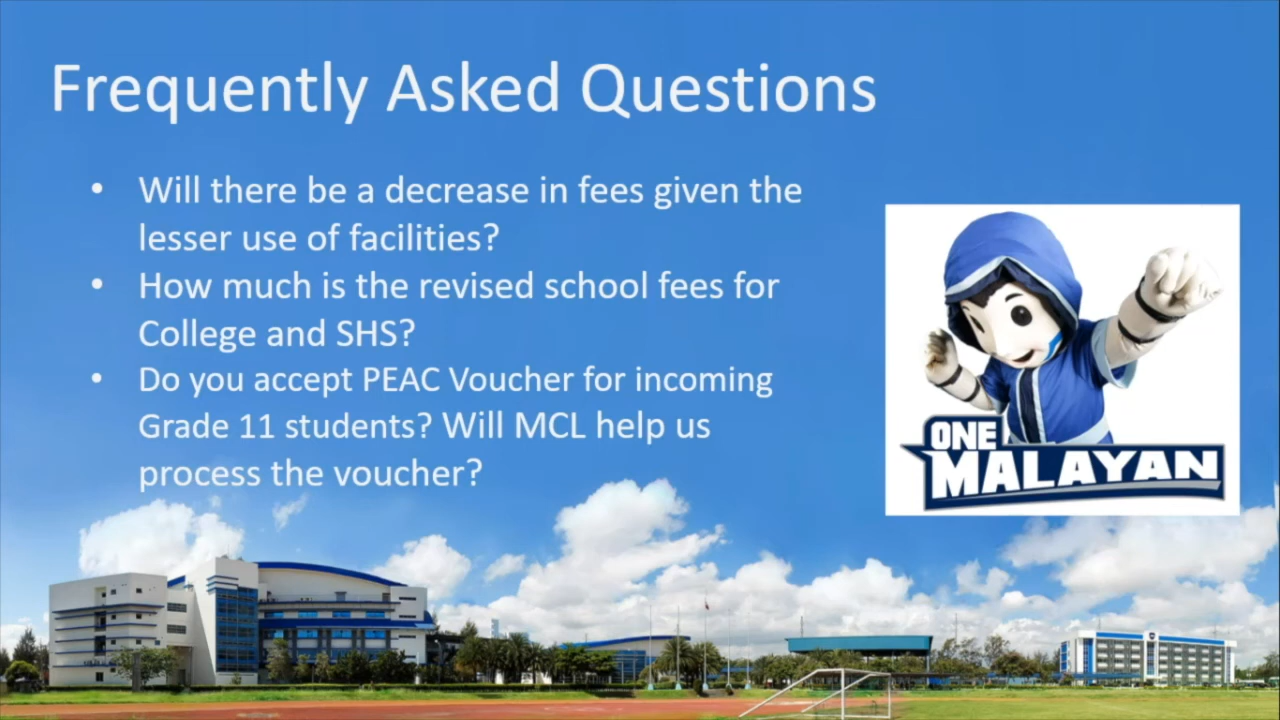 Frequently Asked Questions
• Will there be a decrease in fees given the
lesser use of facilities?
• How much is the revised school fees for
College and SHS?
• Do you accept PEAC Voucher for incoming
Grade 11 students? Will MCL help us
process the voucher?
ONE
MALAYAN